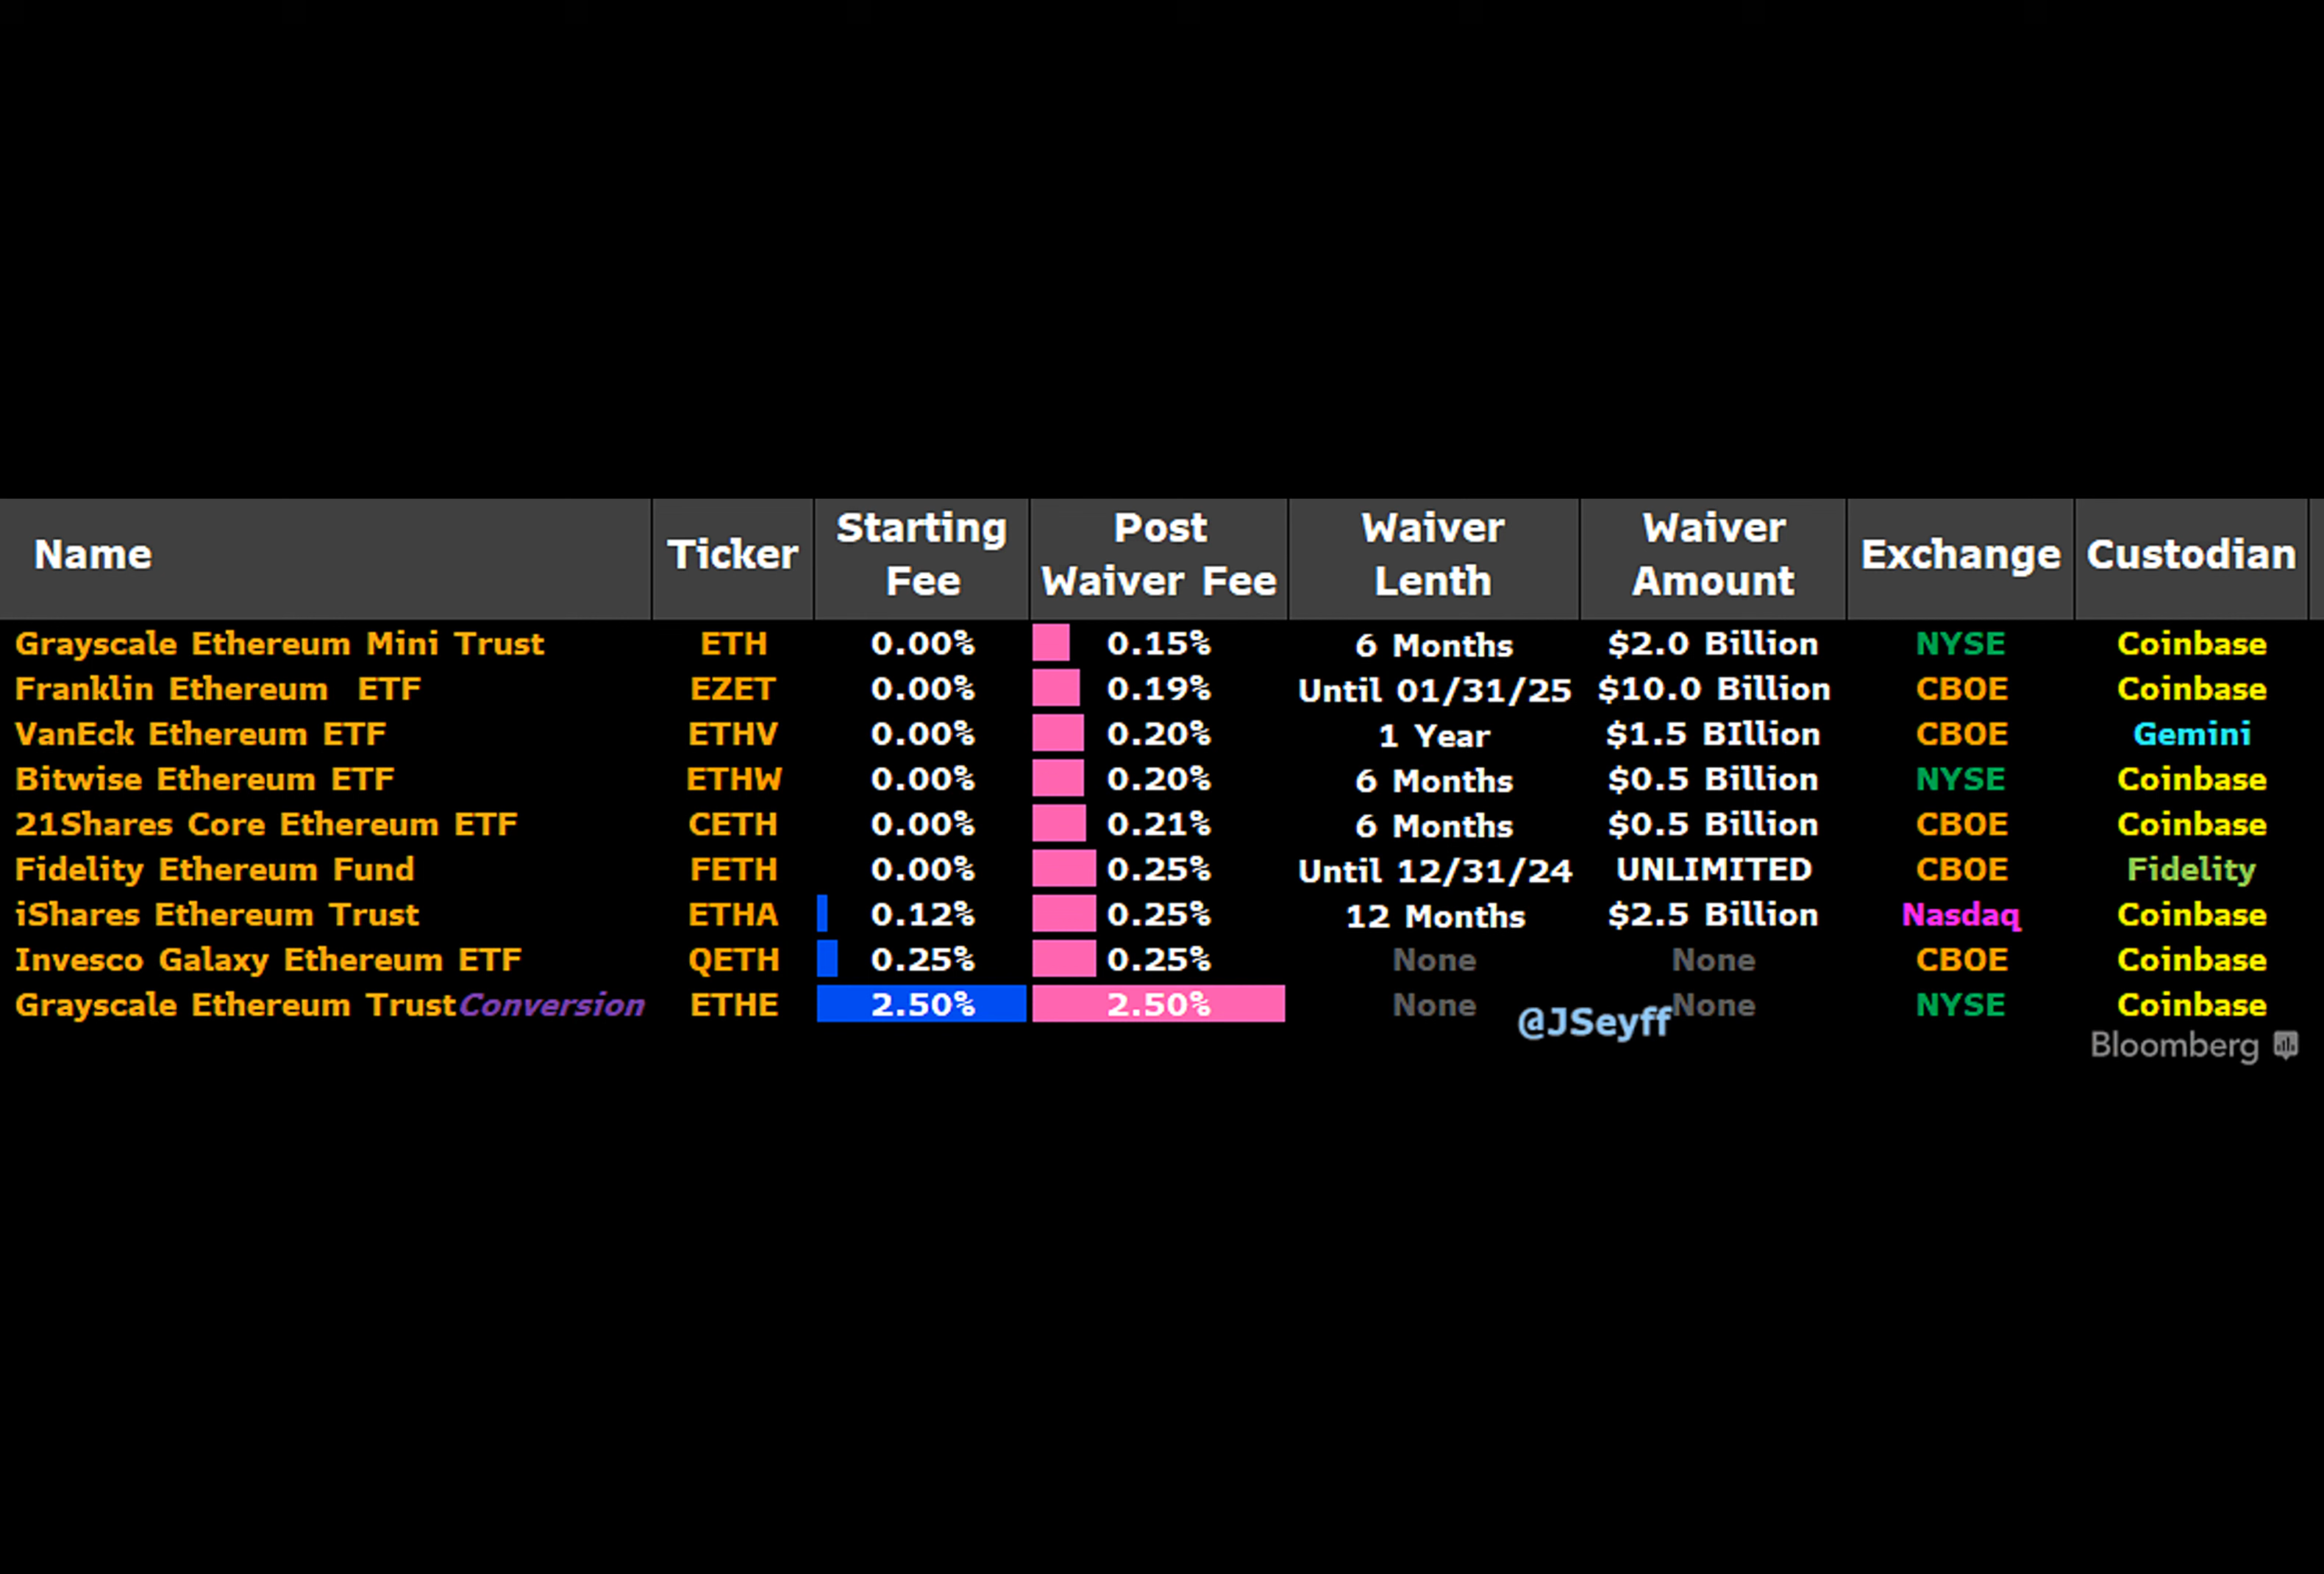 Name Ticker Starting Fee Post Waiver Fee Waiver Lenth Waiver Amount Exchange Custodian
Grayscale Ethereum Mini Trust ETH 0.00% 0.15% 6 Months $2.0 Billion NYSE Coinbase
Franklin Ethereum ETF EZET 0.00% 0.19% Until 01/31/25 $10.0 Billion CBOE Coinbase
VanEck Ethereum ETF ETHV 0.00% 0.20% 1 Year $1.5 BIllion CBOE Gemini
Bitwise Ethereum ETF ETHW 0.00% 0.20% 6 Months $0.5 Billion NYSE Coinbase
21Shares Core Ethereum ETF CETH 0.00% 0.21% 6 Months $0.5 Billion CBOE Coinbase
Fidelity Ethereum Fund FETH 0.00% 0.25% Until 12/31/24 UNLIMITED CBOE Fidelity
iShares Ethereum Trust ETHA 0.12% 0.25% 12 Months $2.5 Billion Nasdaq Coinbase
Invesco Galaxy Ethereum ETF QETH 0.25% 0.25% None None CBOE Coinbase
Grayscale Ethereum Trust Conversion ETHE 2.50% 2.50% None None NYSE Coinbase
@JSeyff
Bloomberg